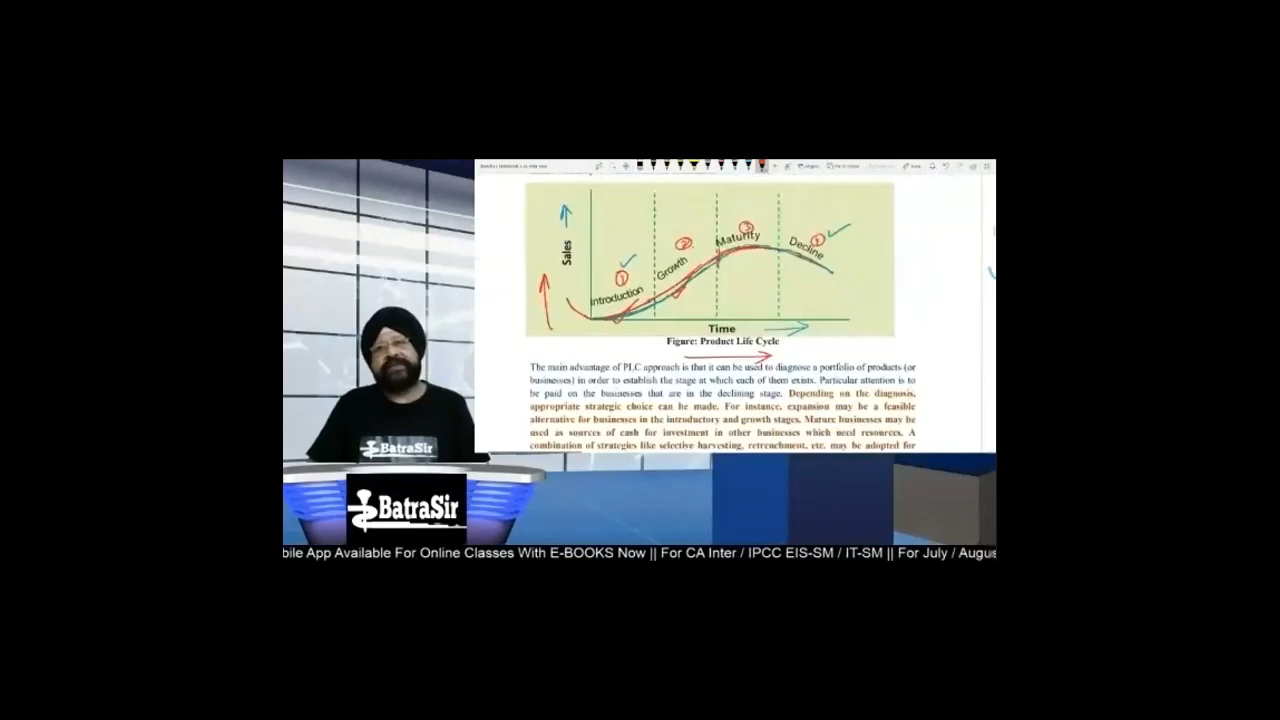 Sales
Introduction
1
Growth
2
Maturity
3
Decline
4
Time
Figure: Product Life Cycle
The main advantage of PLC approach is that it can be used to diagnose a portfolio of products (or
businesses) in order to establish the stage at which each of them exists. Particular attention is to
be paid on the businesses that are in the declining stage. Depending on the diagnosis,
appropriate strategic choice can be made. For instance, expansion may be a feasible
alternative for businesses in the introductory and growth stages. Mature businesses may be
used as sources of cash for investment in other businesses which need resources. A
combination of strategies like selective harvesting, retrenchment, etc. may be adopted for
BatraSir
BatraSir
bile App Available For Online Classes With E-BOOKS Now || For CA Inter / IPCC EIS-SM / IT-SM || For July / Augus